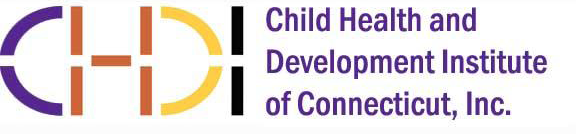 CHDI
Child Health and
Development Institute
of Connecticut, Inc.